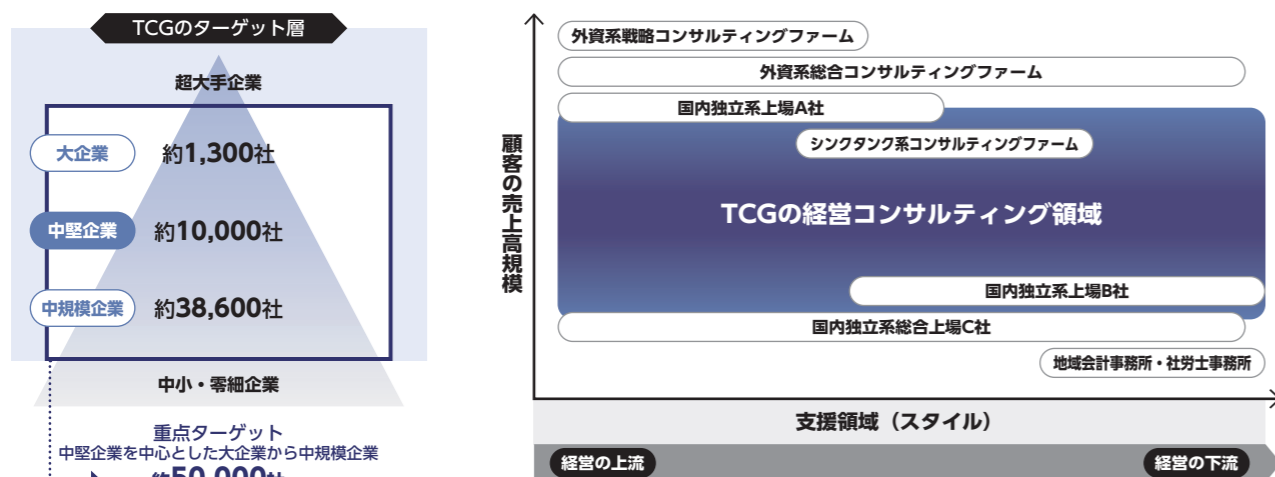 TCGのターゲット層
超大手企業
大企業 約1,300社
中堅企業 約10,000社
中規模企業 約38,600社
中小・零細企業
重点ターゲット
中堅企業を中心とした大企業から中規模企業
約50,000社
顧客の売上高規模
外資系戦略コンサルティングファーム
外資系総合コンサルティングファーム
国内独立系上場A社
シンクタンク系コンサルティングファーム
TCGの経営コンサルティング領域
国内独立系上場B社
国内独立系総合上場C社
地域会計事務所・社労士事務所
支援領域（スタイル）
経営の上流
経営の下流